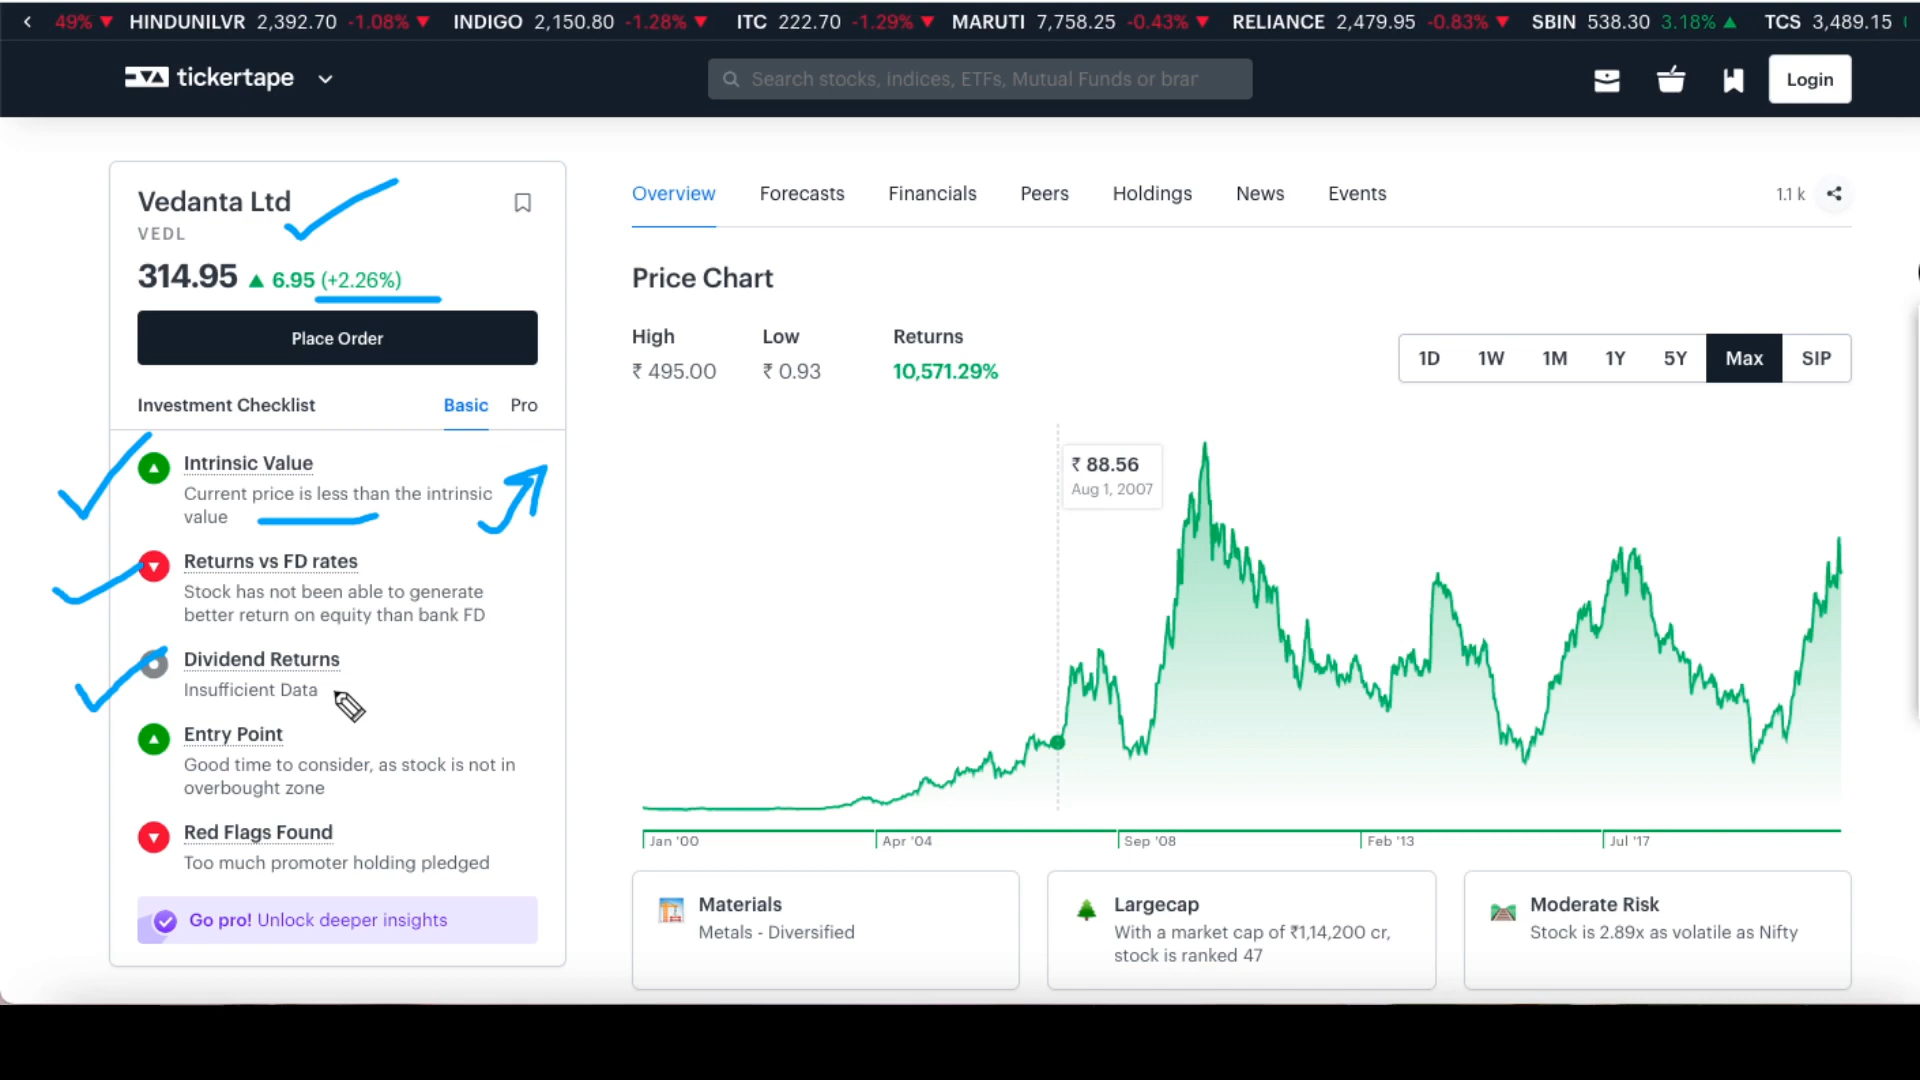 49% ▼ HINDUNILVR 2,392.70 -1.08% ▼ INDIGO 2,150.80 -1.28% ▼ ITC 222.70 -1.29% ▼ MARUTI 7,758.25 -0.43% ▼ RELIANCE 2,479.95 -0.83% ▼ SBIN 538.30 3.18% ▲ TCS 3,489.15
tickertape
Search stocks, indices, ETFs, Mutual Funds or brar
Login
Vedanta Ltd
VEDL
314.95 ▲ 6.95 (+2.26%)
Place Order
Investment Checklist Basic Pro
Intrinsic Value
Current price is less than the intrinsic
value
Returns vs FD rates
Stock has not been able to generate
better return on equity than bank FD
Dividend Returns
Insufficient Data
Entry Point
Good time to consider, as stock is not in
overbought zone
Red Flags Found
Too much promoter holding pledged
Go pro! Unlock deeper insights
Overview Forecasts Financials Peers Holdings News Events 1.1 k
Price Chart
High Low Returns
₹ 495.00 ₹ 0.93 10,571.29%
1D 1W 1M 1Y 5Y Max SIP
₹ 88.56
Aug 1, 2007
Jan '00 Apr '04 Sep '08 Feb '13 Jul '17
Materials
Metals - Diversified
Largecap
With a market cap of ₹1,14,200 cr,
stock is ranked 47
Moderate Risk
Stock is 2.89x as volatile as Nifty